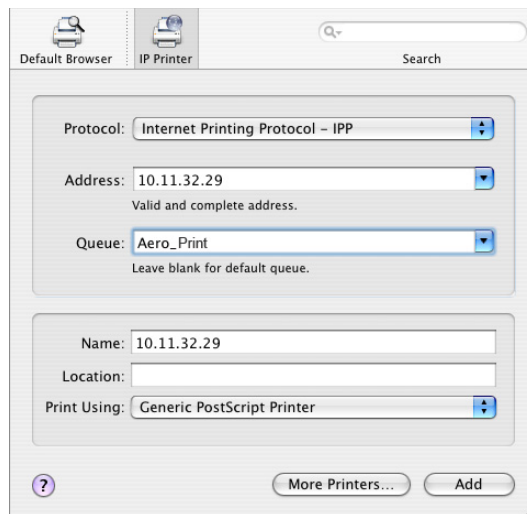 Default Browser IP Printer Search
Protocol: Internet Printing Protocol – IPP
Address: 10.11.32.29
Valid and complete address.
Queue: Aero_Print
Leave blank for default queue.
Name: 10.11.32.29
Location:
Print Using: Generic PostScript Printer
? More Printers... Add